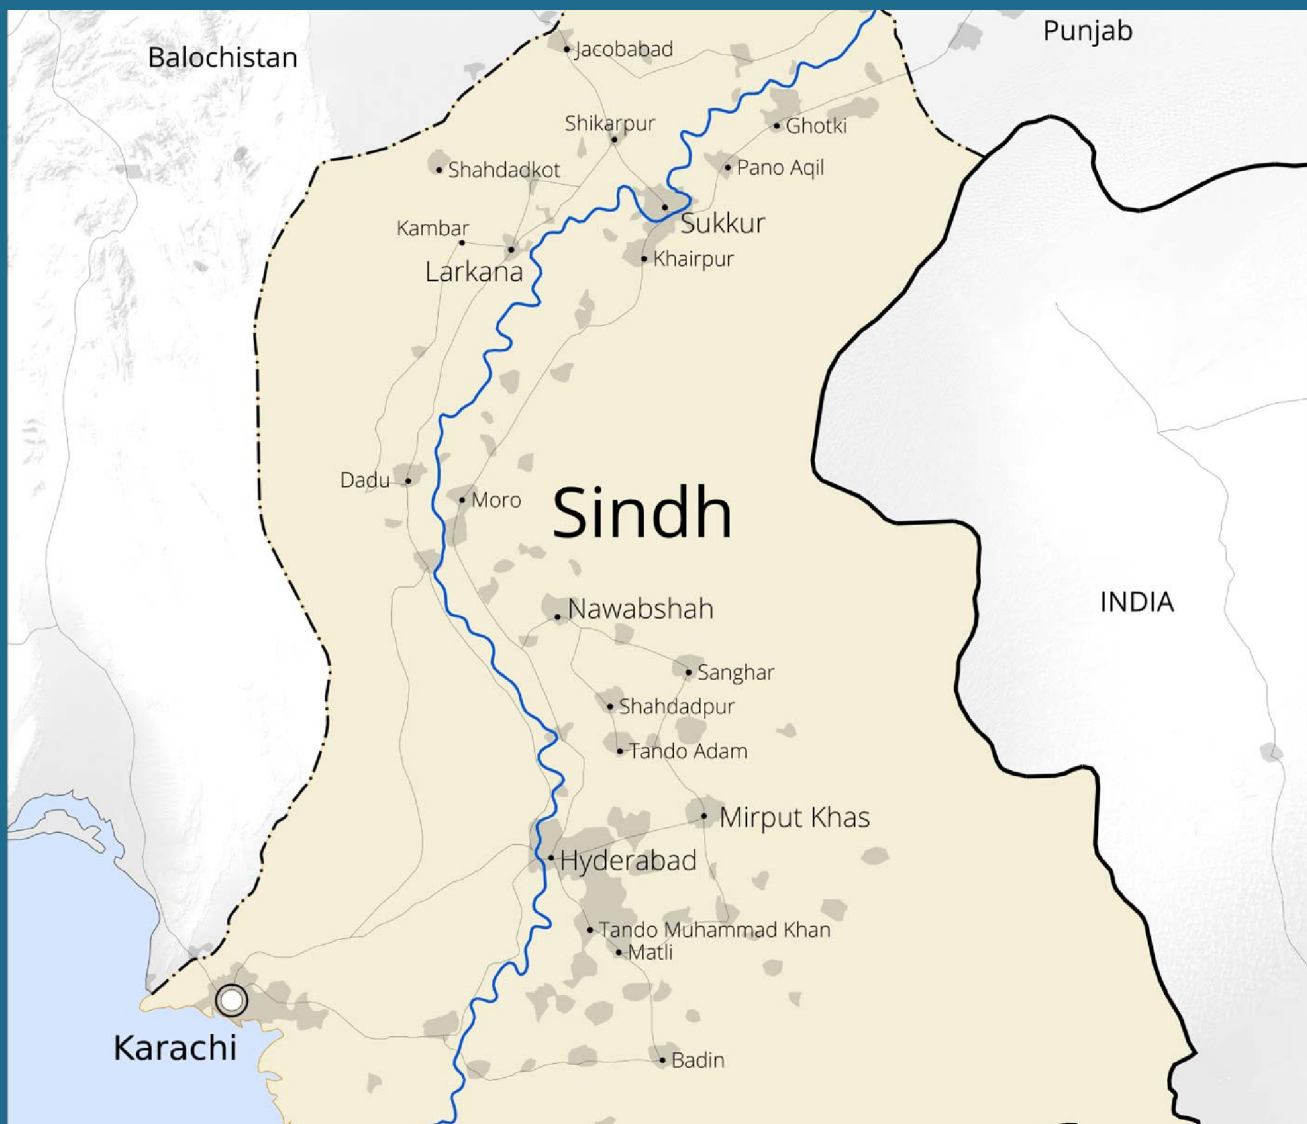 Punjab
Balochistan
Jacobabad
Shikarpur
Ghotki
Shahdadkot
Pano Aqil
Sukkur
Kambar
Khairpur
Larkana
Dadu
Moro
Sindh
INDIA
Nawabshah
Sanghar
Shahdadpur
Tando Adam
Mirput Khas
Hyderabad
Tando Muhammad Khan
Matli
Karachi
Badin